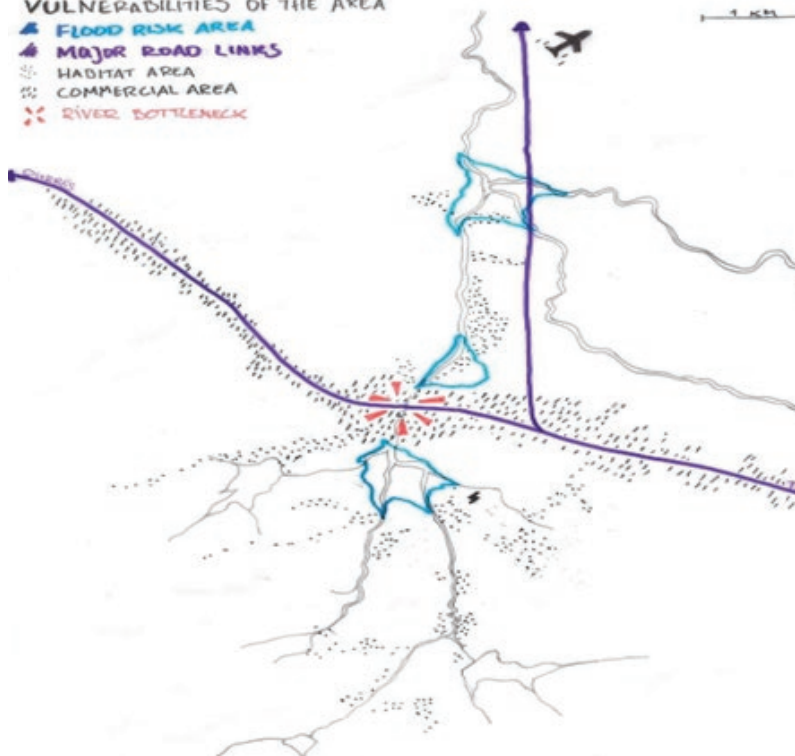 VULNERABILITIES OF THE AREA
FLOOD RISK AREA
MAJOR ROAD LINKS
HABITAT AREA
COMMERCIAL AREA
RIVER BOTTLENECK
1 KM